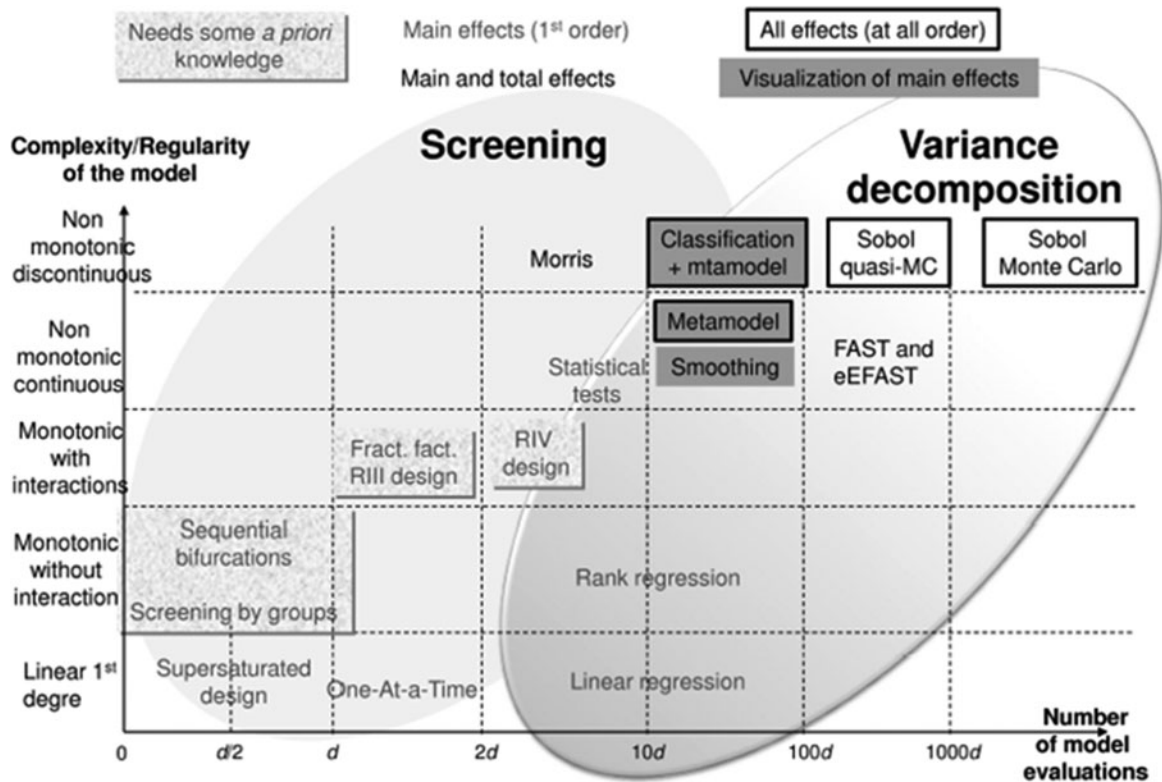 Needs some a priori
knowledge
Main effects (1st order)
Main and total effects
All effects (at all order)
Visualization of main effects
Complexity/Regularity
of the model
Screening
Variance
decomposition
Non
monotonic
discontinuous
Morris
Classification
+ mtamodel
Sobol
quasi-MC
Sobol
Monte Carlo
Non
monotonic
continuous
Statistical
tests
Metamodel
Smoothing
FAST and
eEFAST
Monotonic
with
interactions
Fract. fact.
RIII design
RIV
design
Monotonic
without
interaction
Sequential
bifurcations
Screening by groups
Rank regression
Linear 1st
degre
Supersaturated
design
One-At-a-Time
Linear regression
0
d/2
d
2d
10d
100d
1000d
Number
of model
evaluations